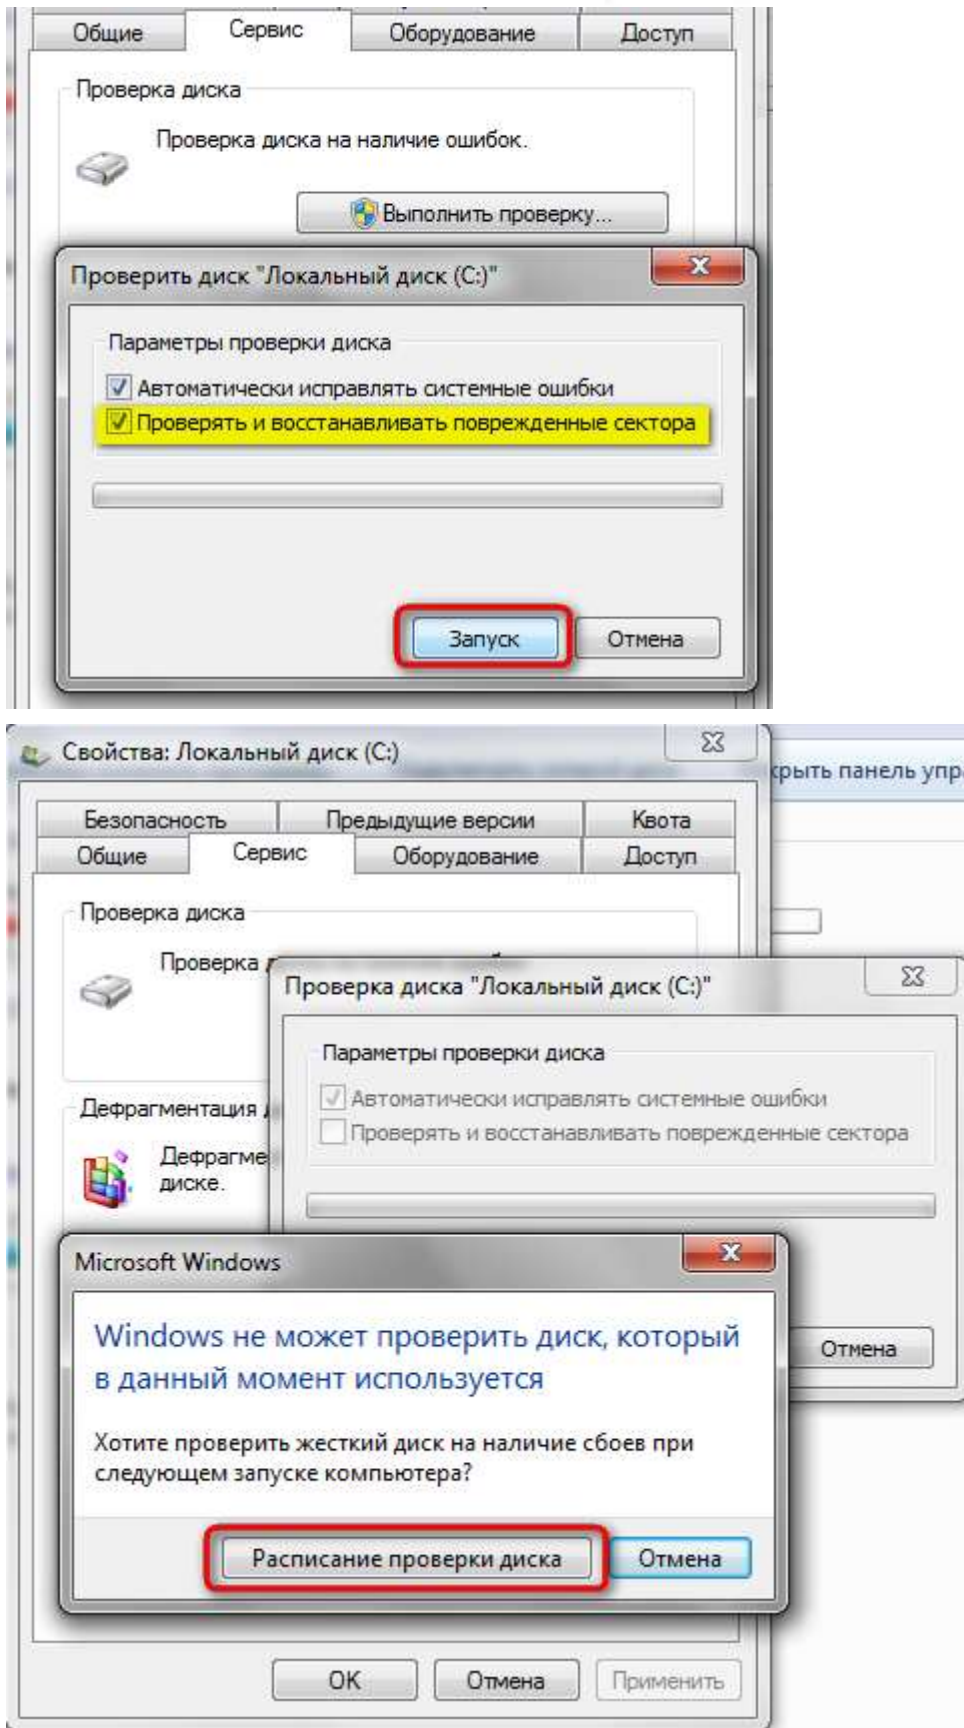 Общие Сервис Оборудование Доступ
Проверка диска
Проверка диска на наличие ошибок.
Выполнить проверку...
Проверить диск "Локальный диск (C:)"
Параметры проверки диска
Автоматически исправлять системные ошибки
Проверять и восстанавливать поврежденные сектора
Запуск Отмена
Свойства: Локальный диск (C:)
крыть панель упр
Безопасность Предыдущие версии Квота
Общие Сервис Оборудование Доступ
Проверка диска
Проверка
Проверка диска "Локальный диск (C:)"
Параметры проверки диска
Автоматически исправлять системные ошибки
Проверять и восстанавливать поврежденные сектора
Дефрагментация
Дефрагме
диске.
Отмена
Microsoft Windows
Windows не может проверить диск, который
в данный момент используется
Хотите проверить жесткий диск на наличие сбоев при
следующем запуске компьютера?
Расписание проверки диска Отмена
OK Отмена Применить